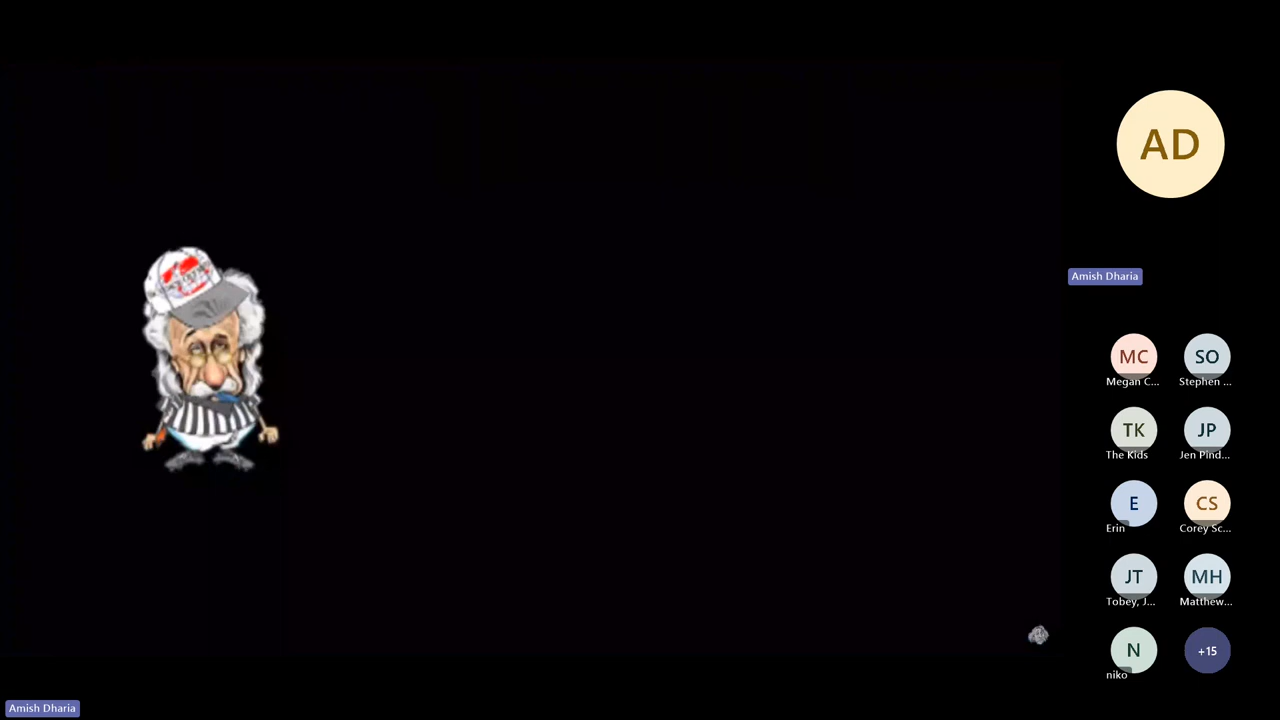 AD
Amish Dharia
MC
SO
Megan C...
Stephen ...
TK
JP
The Kids
Jen Pind...
E
CS
Erin
Corey Sc...
JT
MH
Tobey, J...
Matthew...
N
+15
niko
Amish Dharia